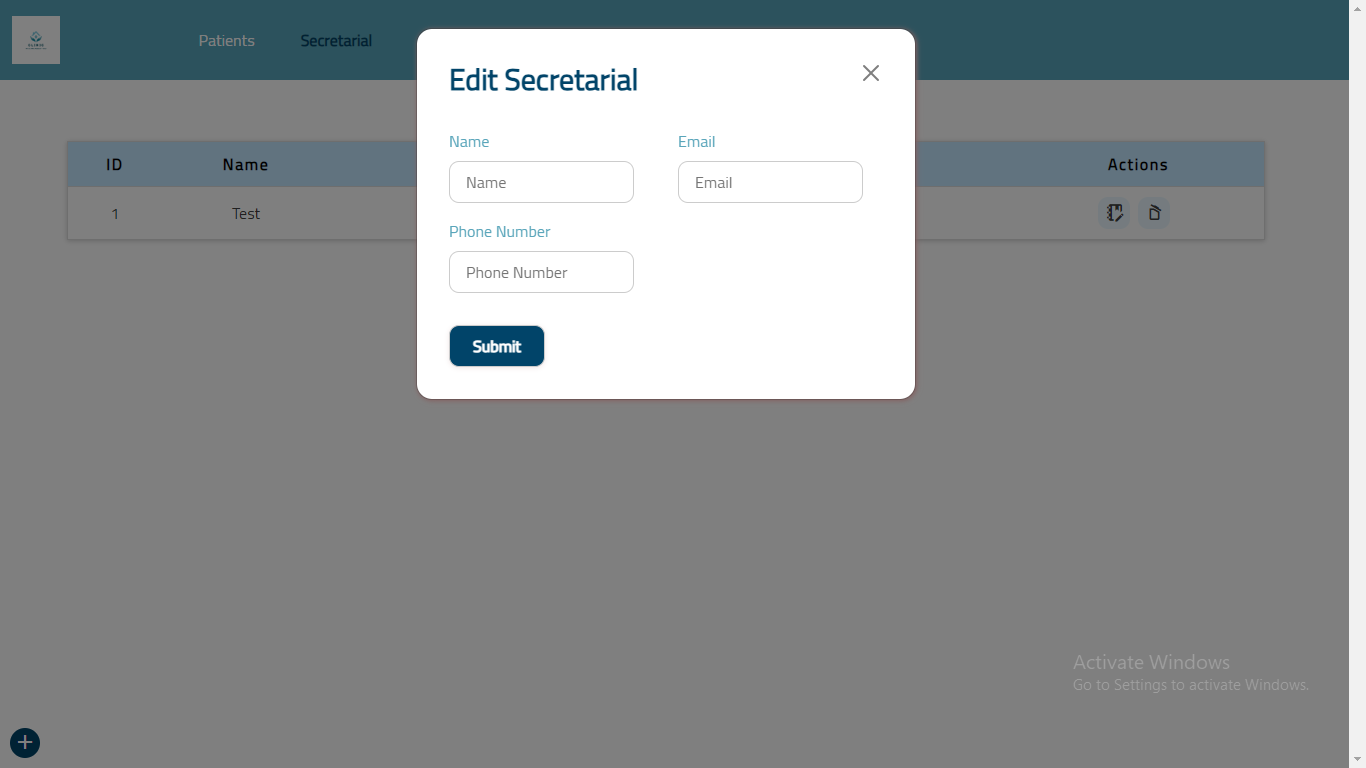 Patients
Secretarial
Edit Secretarial
Name
Email
Name
Email
Phone Number
Phone Number
Submit
ID
Name
Actions
1
Test
Activate Windows
Go to Settings to activate Windows.